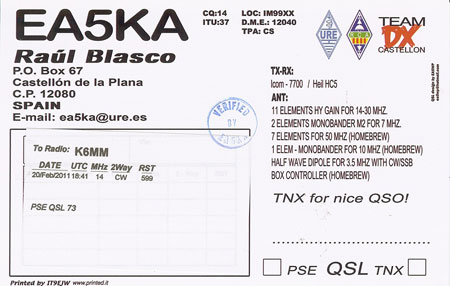 EA5KA
Raúl Blasco
P.O. Box 67
Castellón de la Plana
C.P. 12080
SPAIN
E-mail: ea5ka@ure.es
CQ:14 LOC: IM99XX
ITU:37 D.M.E.: 12040
TPA: CS
URE
TEAM
DX
CASTELLON
TX-RX:
Icom - 7700 / Heil HC5
ANT:
11 ELEMENTS HY GAIN FOR 14-30 MHZ.
2 ELEMENTS MONOBANDER M2 FOR 7 MHZ.
7 ELEMENTS FOR 50 MHZ (HOMEBREW)
1 ELEM - MONOBANDER FOR 10 MHZ (HOMEBREW)
HALF WAVE DIPOLE FOR 3,5 MHZ WITH CW/SSB
BOX CONTROLLER (HOMEBREW)
VERIFIED
To Radio: K6MM
DATE UTC MHz 2Way RST
20/Feb/2011 18:41 14 CW 599
PSE QSL 73
TNX for nice QSO!
PSE QSL TNX
Printed by IT9EJW www.printed.it